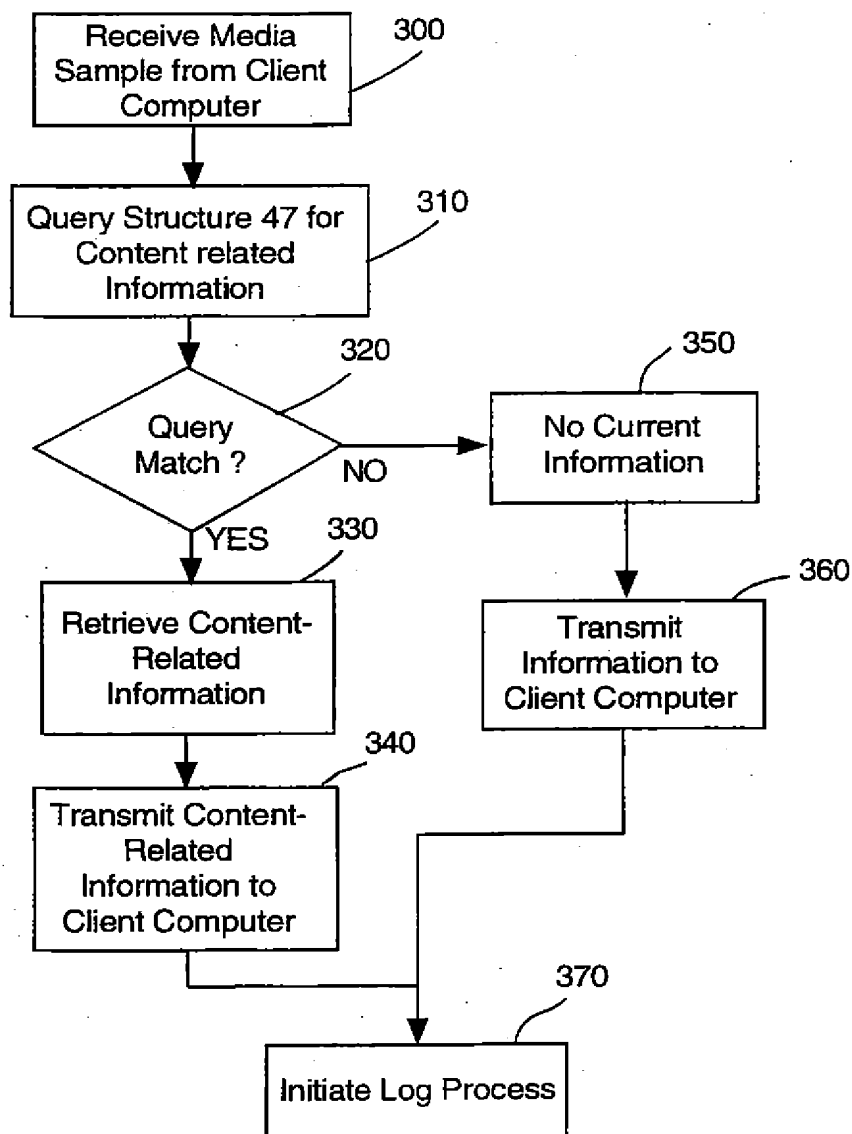 Receive Media
Sample from Client
Computer
300
Query Structure 47 for
Content related
Information
310
Query
Match ?
320
NO
YES
No Current
Information
350
Retrieve Content-
Related
Information
330
Transmit
Information to
Client Computer
360
Transmit Content-
Related
Information to
Client Computer
340
Initiate Log Process
370